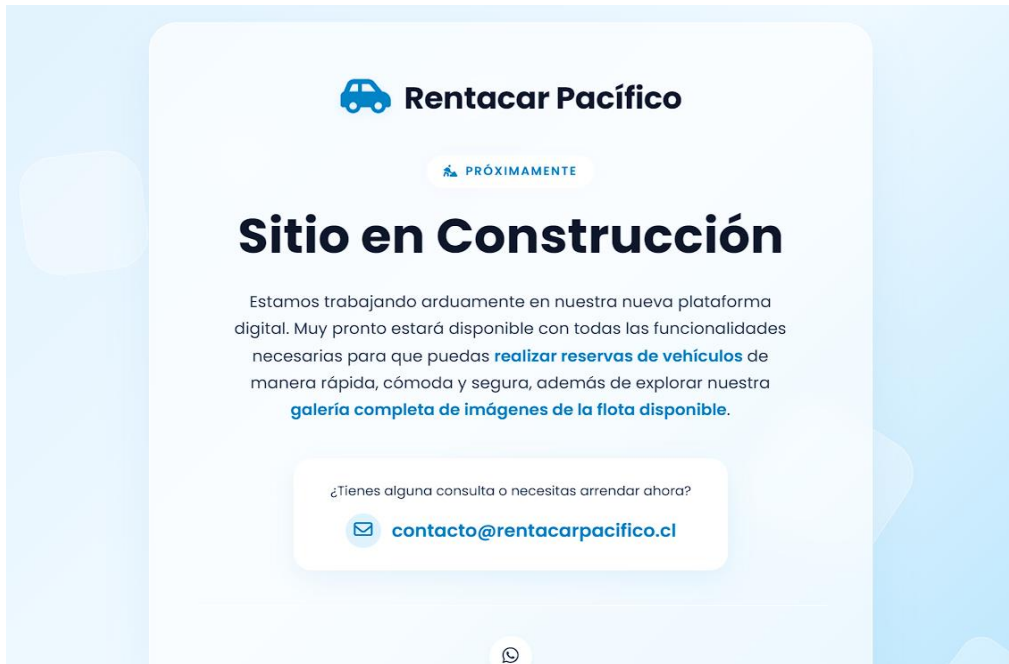 Rentacar Pacífico
PRÓXIMAMENTE
Sitio en Construcción
Estamos trabajando arduamente en nuestra nueva plataforma
digital. Muy pronto estará disponible con todas las funcionalidades
necesarias para que puedas realizar reservas de vehículos de
manera rápida, cómoda y segura, además de explorar nuestra
galería completa de imágenes de la flota disponible.
¿Tienes alguna consulta o necesitas arrendar ahora?
contacto@rentacarpacifico.cl